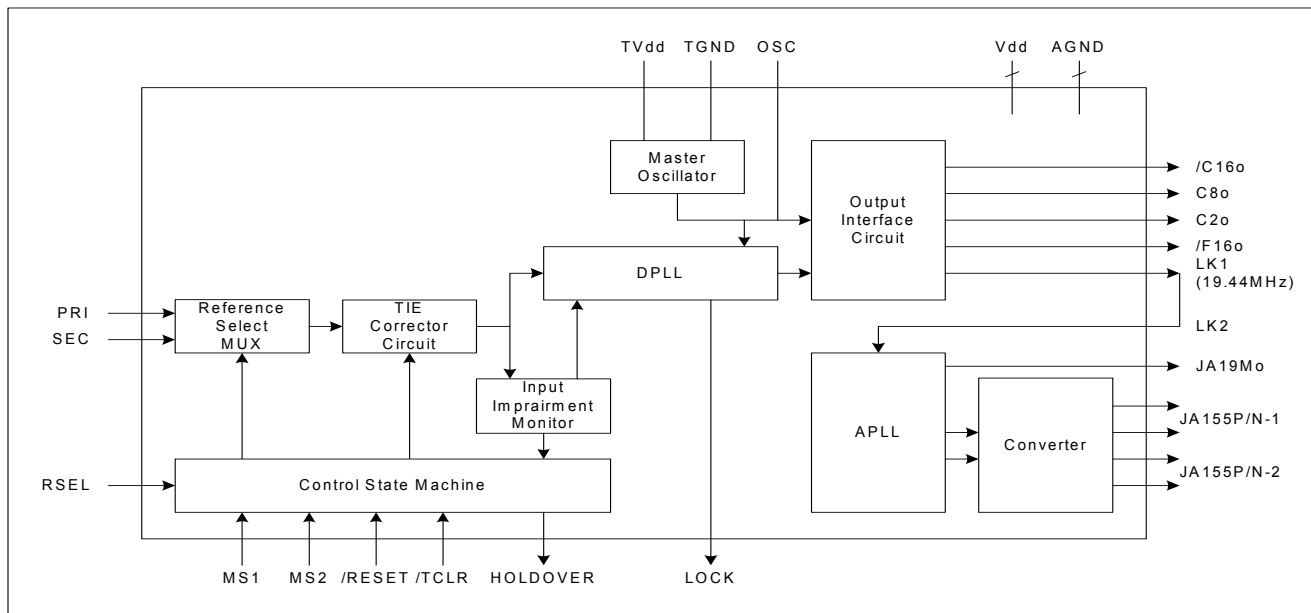 TVdd TGND OSC Vdd AGND
Master
Oscillator
Output
Interface
Circuit
/C16o
C8o
C2o
/F16o
LK1
(19.44MHz)
DPLL
PRI
SEC
Reference
Select
MUX
TIE
Corrector
Circuit
LK2
Input
Imprairment
Monitor
APLL
Converter
JA19Mo
JA155P/N-1
JA155P/N-2
RSEL
Control State Machine
MS1 MS2 /RESET /TCLR HOLDOVER LOCK